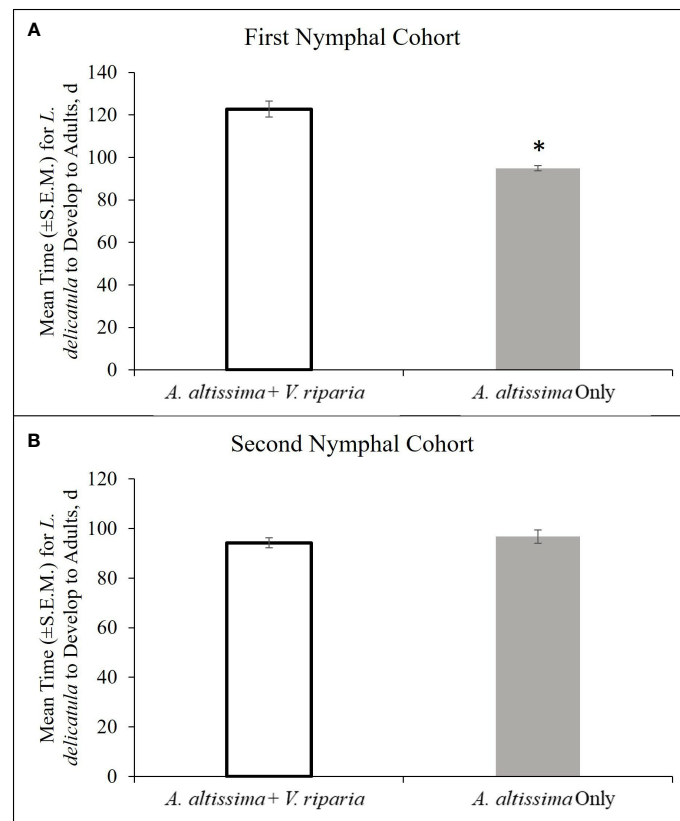 A
First Nymphal Cohort
Mean Time (±S.E.M.) for L.
delicatula to Develop to Adults, d
140
120
100
80
60
40
20
0
*
A. altissima + V. riparia
A. altissima Only
B
Second Nymphal Cohort
Mean Time (±S.E.M.) for L.
delicatula to Develop to Adults, d
120
100
80
60
40
20
0
A. altissima + V. riparia
A. altissima Only